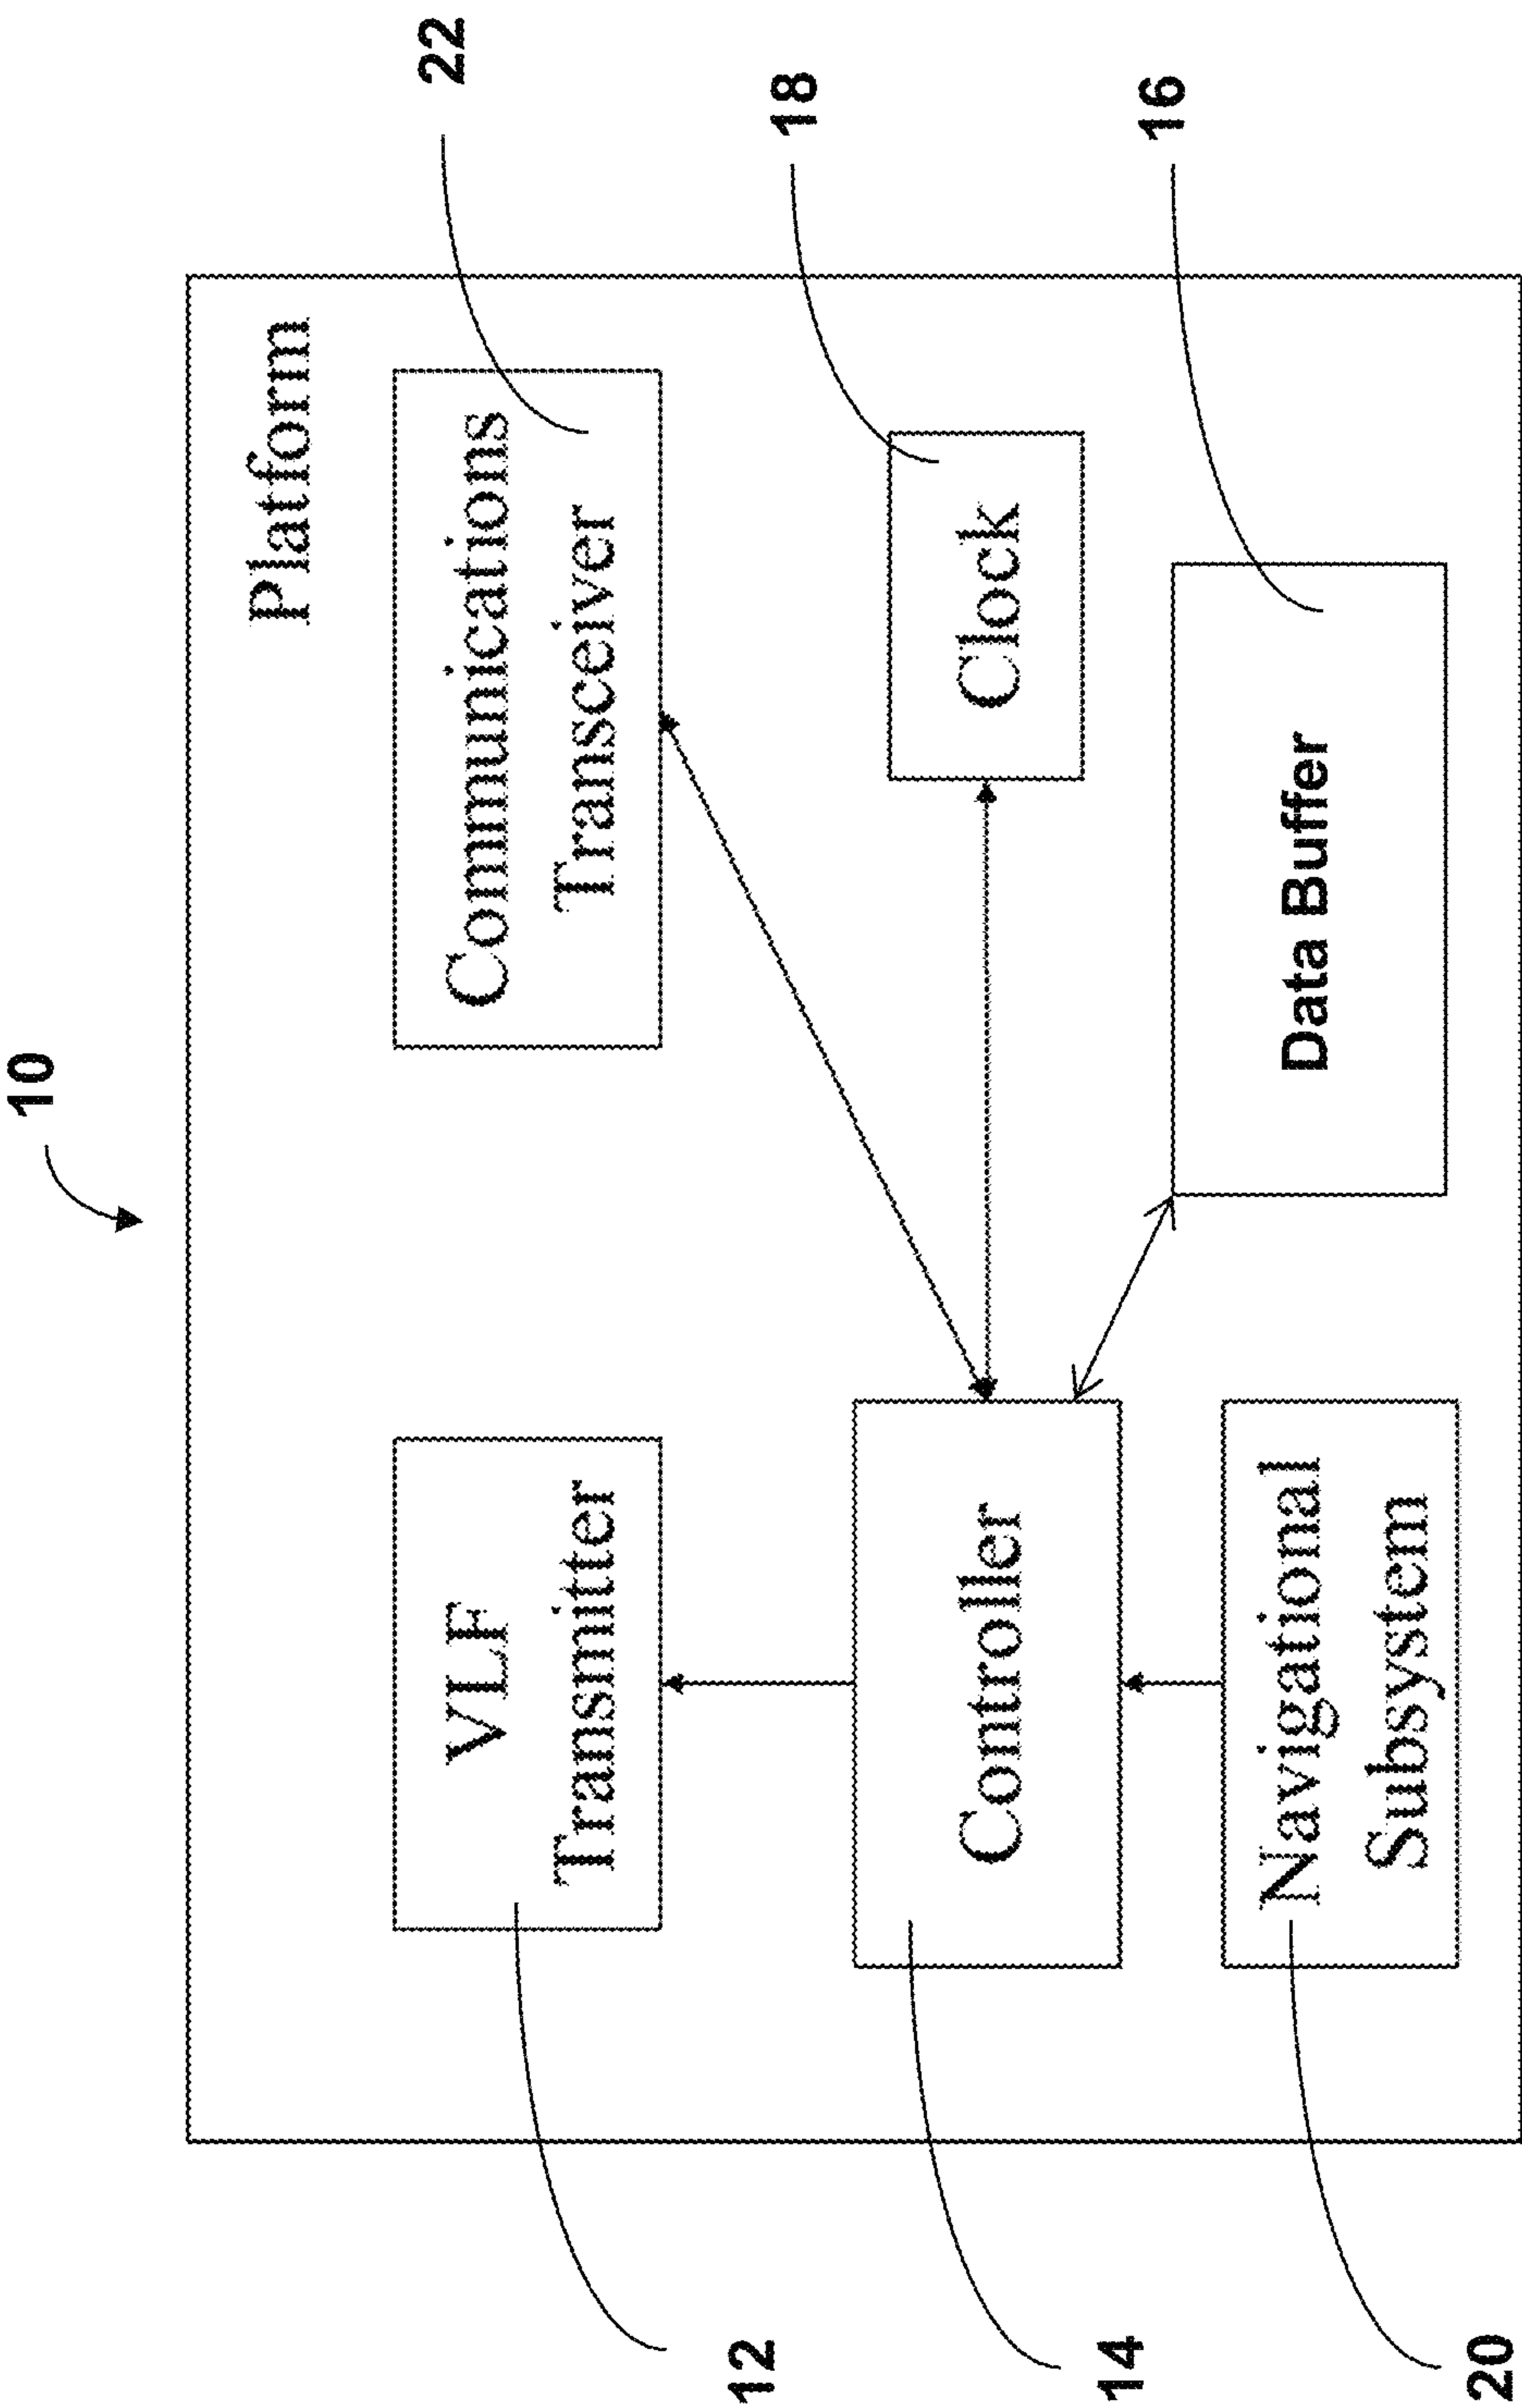 10
Platform
22
VLF
Transmitter
Communications
Transceiver
12
18
Controller
Clock
14
16
Navigational
Subsystem
Data Buffer
20